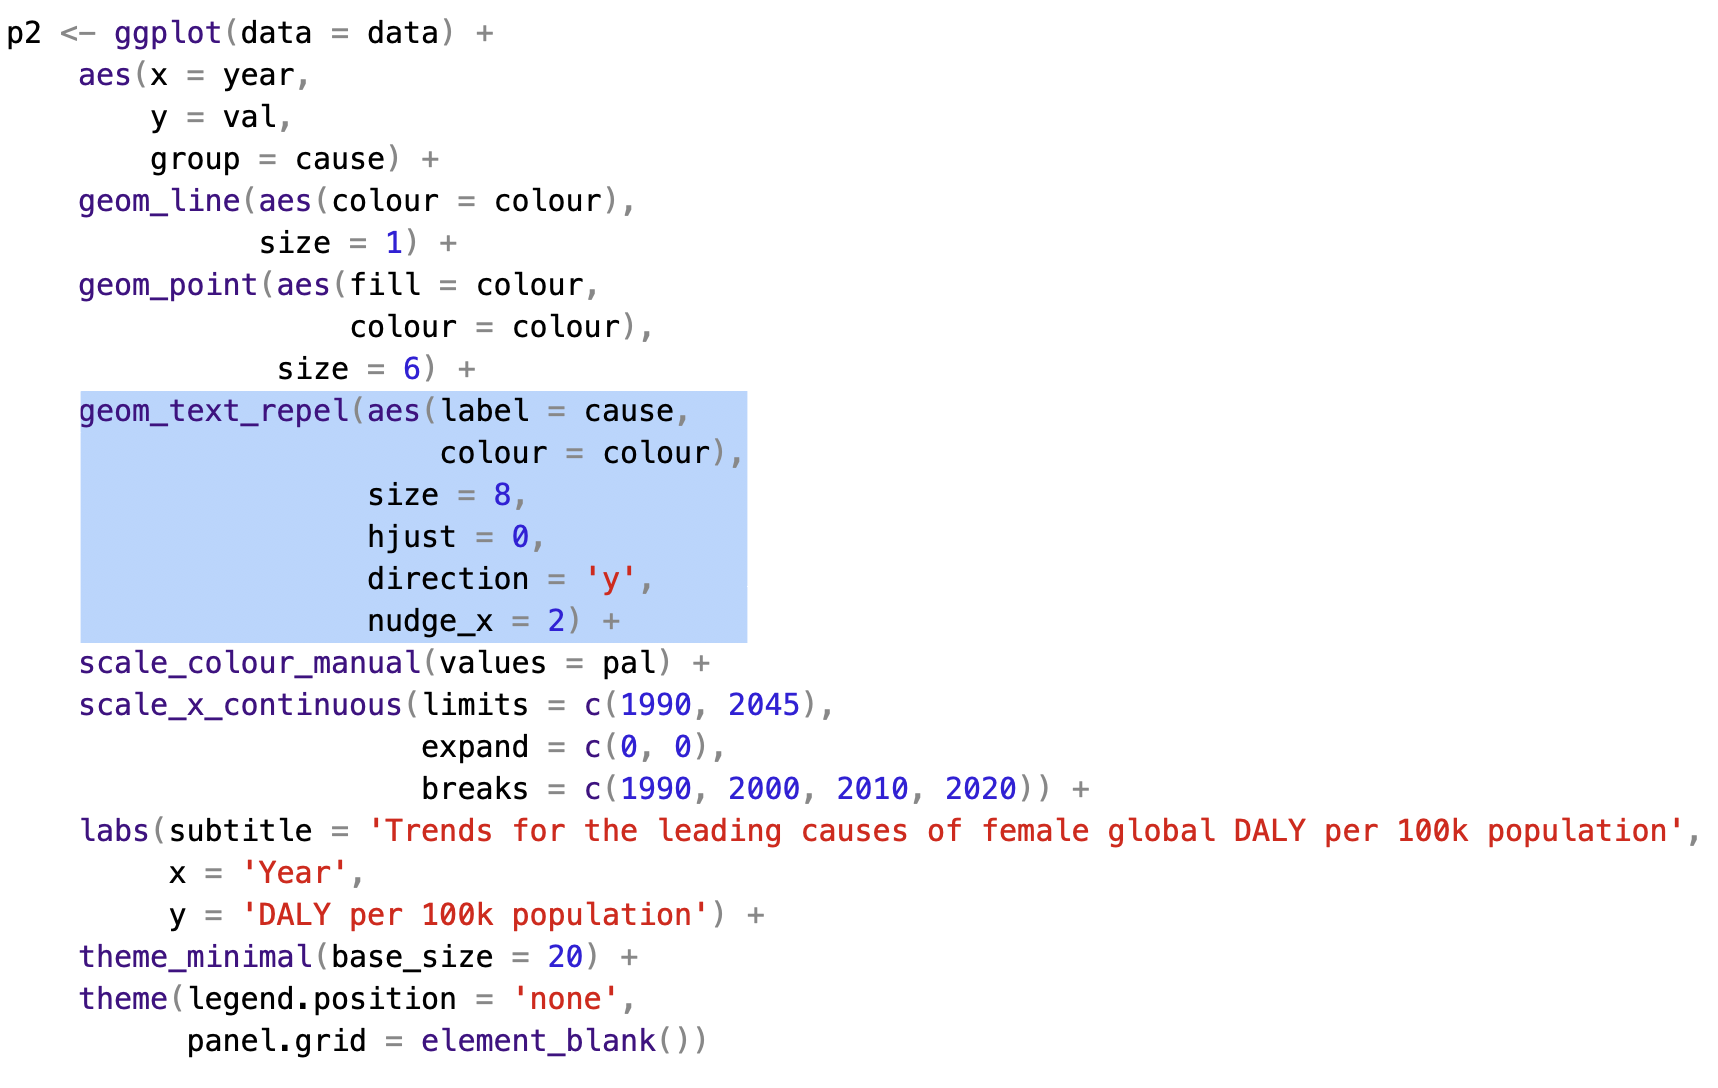 p2 <- ggplot(data = data) +
    aes(x = year,
        y = val,
        group = cause) +
    geom_line(aes(colour = colour),
              size = 1) +
    geom_point(aes(fill = colour,
                   colour = colour),
               size = 6) +
    geom_text_repel(aes(label = cause,
                        colour = colour),
                    size = 8,
                    hjust = 0,
                    direction = 'y',
                    nudge_x = 2) +
    scale_colour_manual(values = pal) +
    scale_x_continuous(limits = c(1990, 2045),
                       expand = c(0, 0),
                       breaks = c(1990, 2000, 2010, 2020)) +
    labs(subtitle = 'Trends for the leading causes of female global DALY per 100k population',
         x = 'Year',
         y = 'DALY per 100k population') +
    theme_minimal(base_size = 20) +
    theme(legend.position = 'none',
          panel.grid = element_blank())